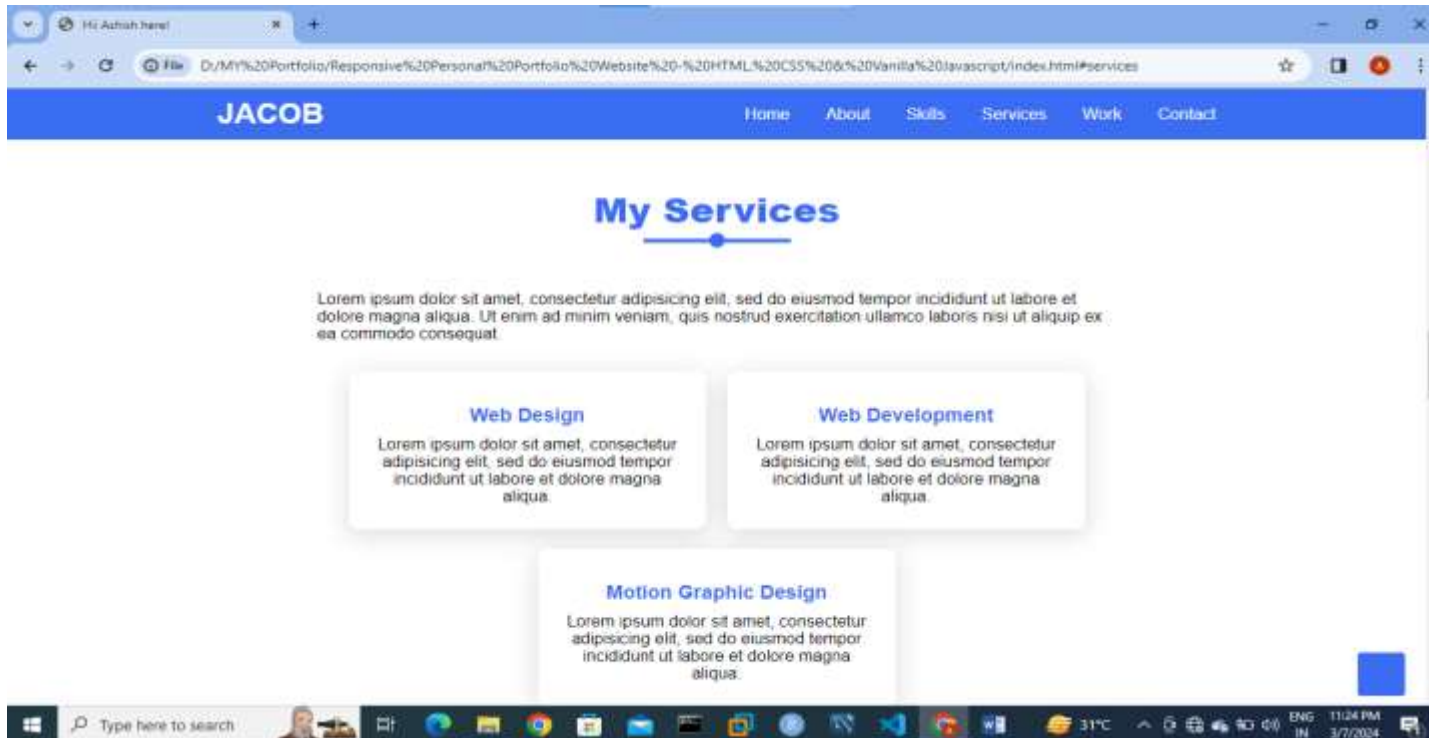 Hi Ashish here!
File D:/MY%20Portfolio/Responsive%20Personal%20Portfolio%20Website%20-%20HTML,%20CSS%20&%20Vanilla%20Javascript/index.html#services
JACOB Home About Skills Services Work Contact
My Services
Lorem ipsum dolor sit amet, consectetur adipisicing elit, sed do eiusmod tempor incididunt ut labore et
dolore magna aliqua. Ut enim ad minim veniam, quis nostrud exercitation ullamco laboris nisi ut aliquip ex
ea commodo consequat
Web Design
Lorem ipsum dolor sit amet, consectetur
adipisicing elit, sed do eiusmod tempor
incididunt ut labore et dolore magna
aliqua.
Web Development
Lorem ipsum dolor sit amet, consectetur
adipisicing elit, sed do eiusmod tempor
incididunt ut labore et dolore magna
aliqua.
Motion Graphic Design
Lorem ipsum dolor sit amet, consectetur
adipisicing elit, sed do eiusmod tempor
incididunt ut labore et dolore magna
aliqua.
Type here to search
31°C
ENG
IN
11:24 PM
3/7/2024